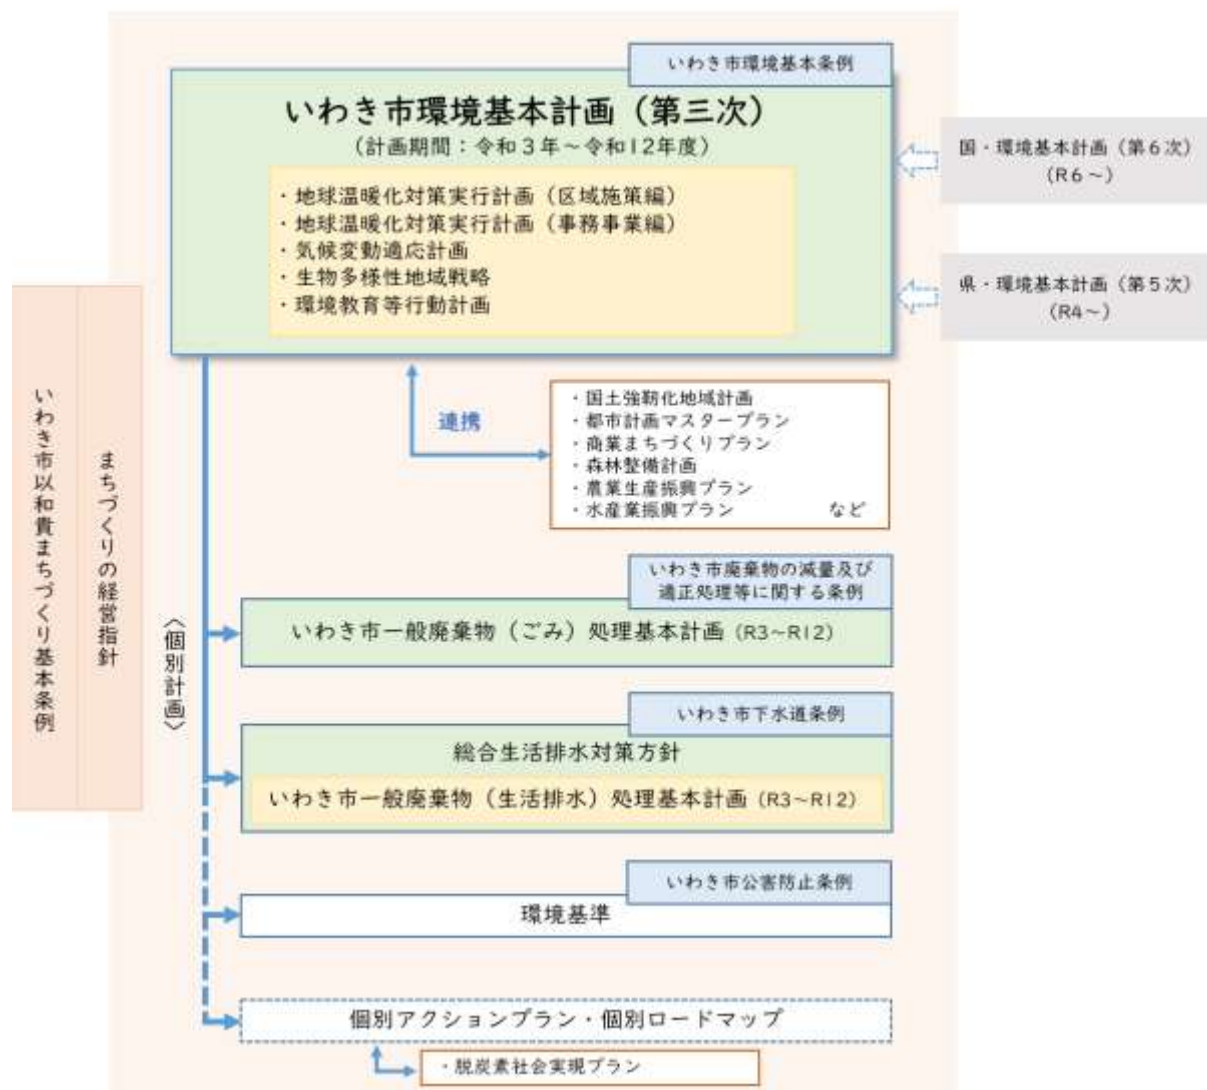 いわき市環境基本条例
いわき市環境基本計画（第三次）
（計画期間：令和３年～令和12年度）
・地球温暖化対策実行計画（区域施策編）
・地球温暖化対策実行計画（事務事業編）
・気候変動適応計画
・生物多様性地域戦略
・環境教育等行動計画
国・環境基本計画（第６次）
（R６～）
県・環境基本計画（第５次）
（R4～）
いわき市以和貴まちづくり基本条例
まちづくりの経営指針
連携
・国土強靭化地域計画
・都市計画マスタープラン
・商業まちづくりプラン
・森林整備計画
・農業生産振興プラン
・水産業振興プラン　など
〈個別計画〉
いわき市廃棄物の減量及び
適正処理等に関する条例
いわき市一般廃棄物（ごみ）処理基本計画（R3～R12）
いわき市下水道条例
総合生活排水対策方針
いわき市一般廃棄物（生活排水）処理基本計画（R3～R12）
いわき市公害防止条例
環境基準
個別アクションプラン・個別ロードマップ
・脱炭素社会実現プラン